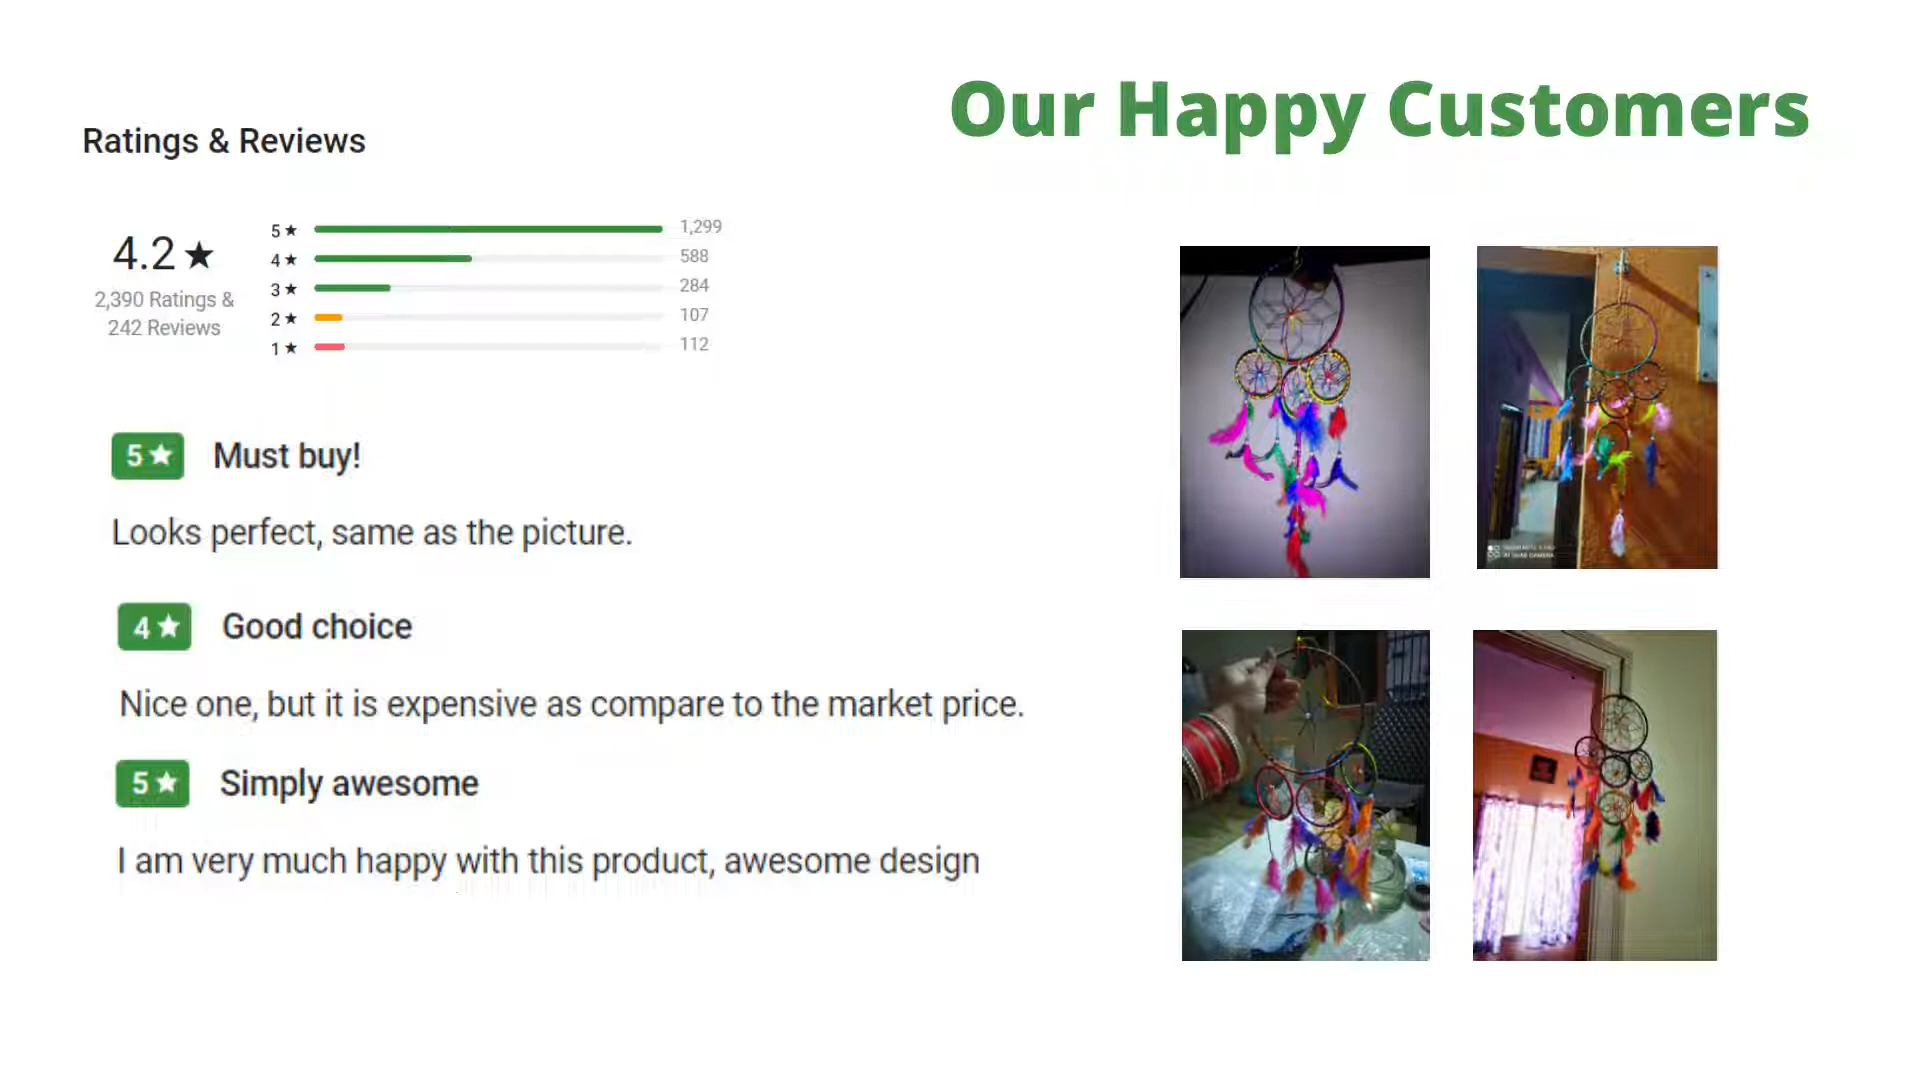 Our Happy Customers
Ratings & Reviews
4.2★
2,390 Ratings &
242 Reviews
5★ 1,299
4★ 588
3★ 284
2★ 107
1★ 112
5★ Must buy!
Looks perfect, same as the picture.
4★ Good choice
Nice one, but it is expensive as compare to the market price.
5★ Simply awesome
I am very much happy with this product, awesome design